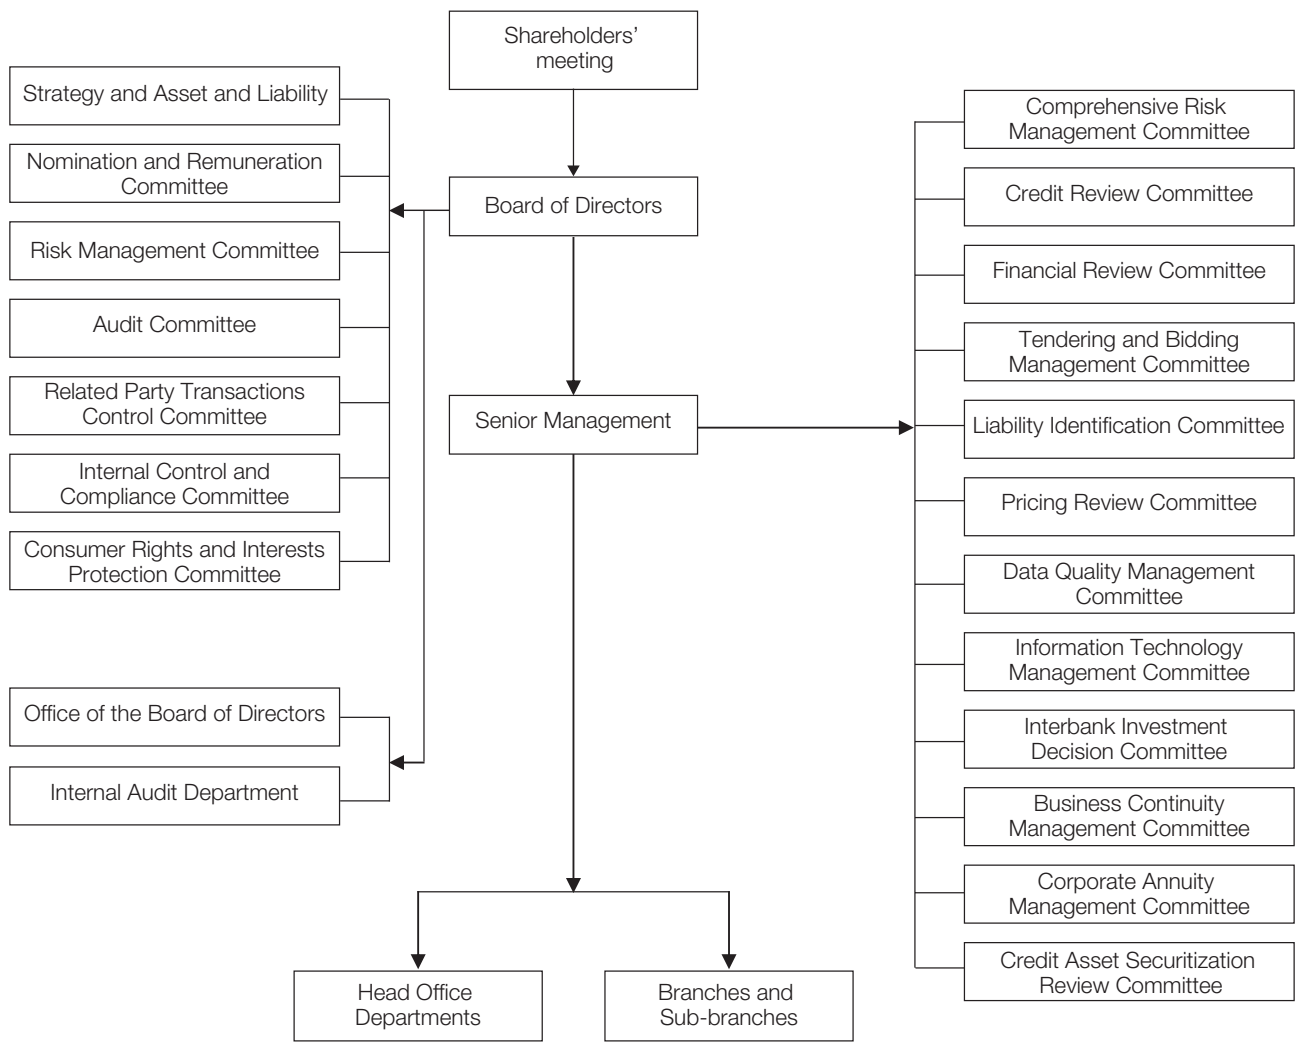 Shareholders’
meeting
Board of Directors
Senior Management
Strategy and Asset and Liability
Nomination and Remuneration
Committee
Risk Management Committee
Audit Committee
Related Party Transactions
Control Committee
Internal Control and
Compliance Committee
Consumer Rights and Interests
Protection Committee
Office of the Board of Directors
Internal Audit Department
Comprehensive Risk
Management Committee
Credit Review Committee
Financial Review Committee
Tendering and Bidding
Management Committee
Liability Identification Committee
Pricing Review Committee
Data Quality Management
Committee
Information Technology
Management Committee
Interbank Investment
Decision Committee
Business Continuity
Management Committee
Corporate Annuity
Management Committee
Credit Asset Securitization
Review Committee
Head Office
Departments
Branches and
Sub-branches